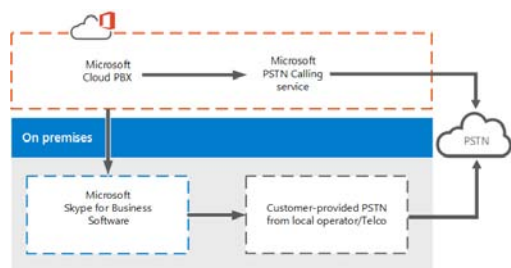 Microsoft
Cloud PBX
Microsoft
PSTN Calling
service
PSTN
On premises
Microsoft
Skype for Business
Software
Customer-provided PSTN
from local operator/Telco